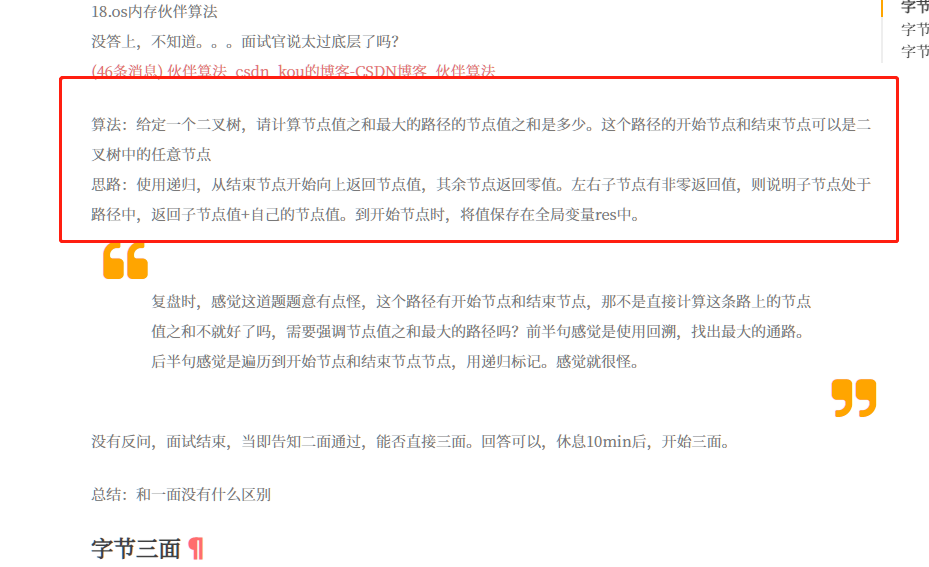 18.os内存伙伴算法
没答上，不知道。。。面试官说太过底层了吗？
(46条消息) 伙伴算法_csdn_kou的博客-CSDN博客_伙伴算法
算法：给定一个二叉树，请计算节点值之和最大的路径的节点值之和是多少。这个路径的开始节点和结束节点可以是二
叉树中的任意节点
思路：使用递归，从结束节点开始向上返回节点值，其余节点返回零值。左右子节点有非零返回值，则说明子节点处于
路径中，返回子节点值+自己的节点值。到开始节点时，将值保存在全局变量res中。
复盘时，感觉这道题题意有点怪，这个路径有开始节点和结束节点，那不是直接计算这条路上的节点
值之和不就好了吗，需要强调节点值之和最大的路径吗？前半句感觉是使用回溯，找出最大的通路。
后半句感觉是遍历到开始节点和结束节点节点，用递归标记。感觉就很怪。
没有反问，面试结束，当即告知二面通过，能否直接三面。回答可以，休息10min后，开始三面。
总结：和一面没有什么区别
字节三面 ¶
字节
字节
字节